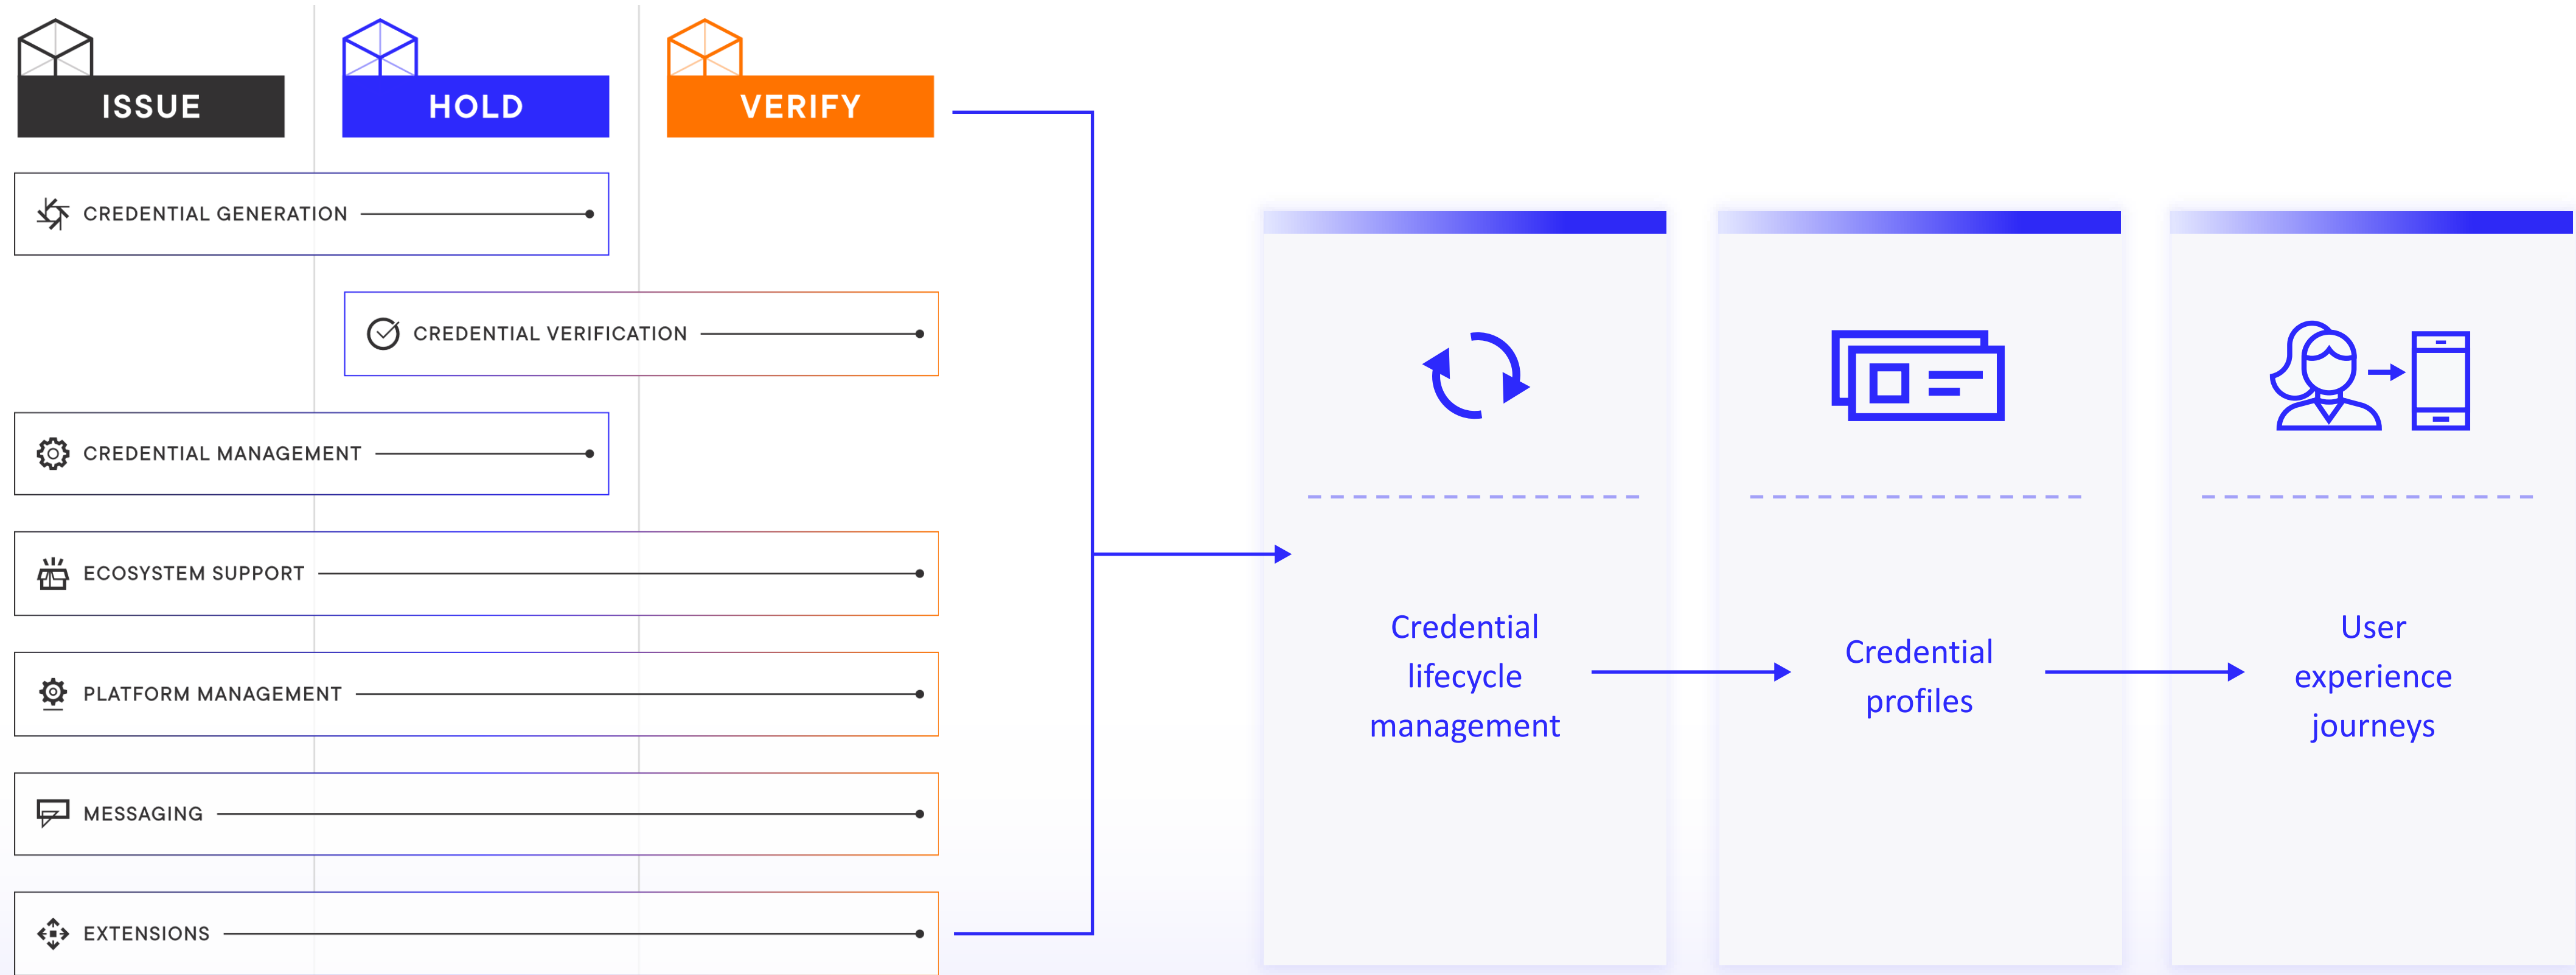 ISSUE
HOLD
VERIFY
CREDENTIAL GENERATION
CREDENTIAL VERIFICATION
CREDENTIAL MANAGEMENT
ECOSYSTEM SUPPORT
PLATFORM MANAGEMENT
MESSAGING
EXTENSIONS
Credential
lifecycle
management
Credential
profiles
User
experience
journeys